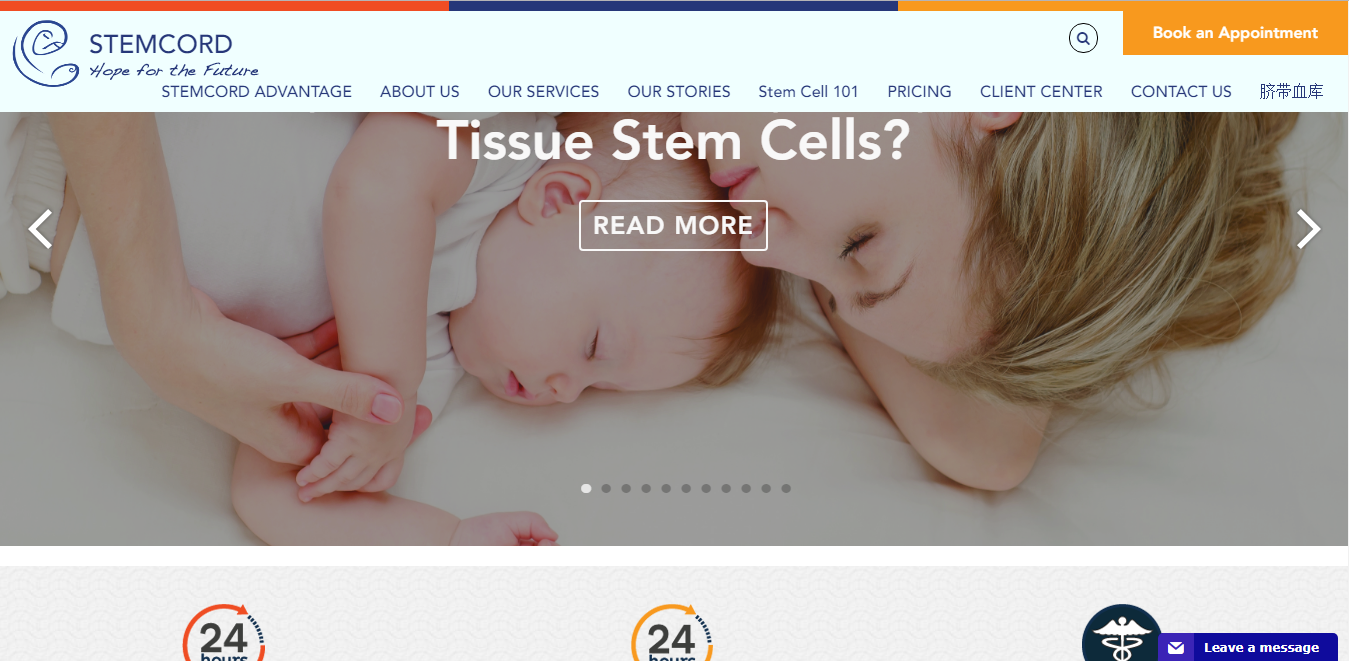 Book an Appointment
STEMCORD
Hope for the Future
STEMCORD ADVANTAGE ABOUT US OUR SERVICES OUR STORIES Stem Cell 101 PRICING CLIENT CENTER CONTACT US 脐带血库
Tissue Stem Cells?
READ MORE
24 24
hours hours
Leave a message